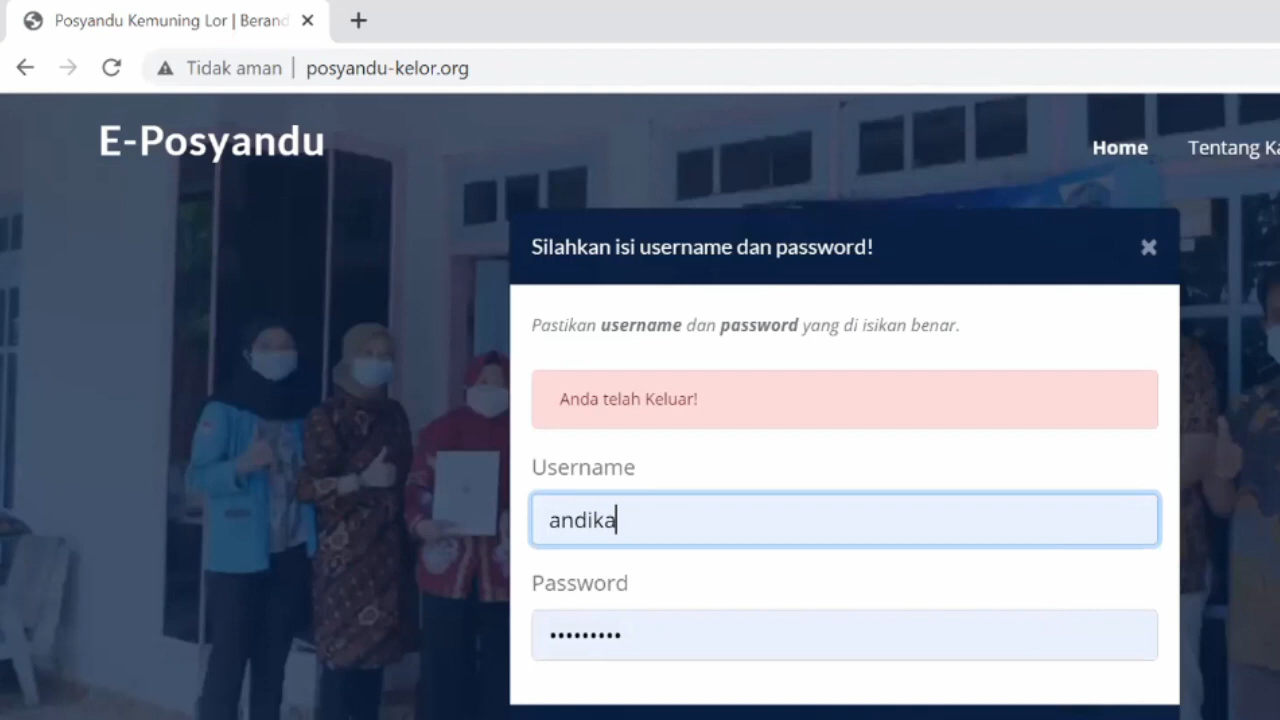 Posyandu Kemuning Lor | Berand
Tidak aman | posyandu-kelor.org
E-Posyandu
Home
Tentang Ka
Silahkan isi username dan password!
Pastikan username dan password yang di isikan benar.
Anda telah Keluar!
Username
andika
Password
•••••••••